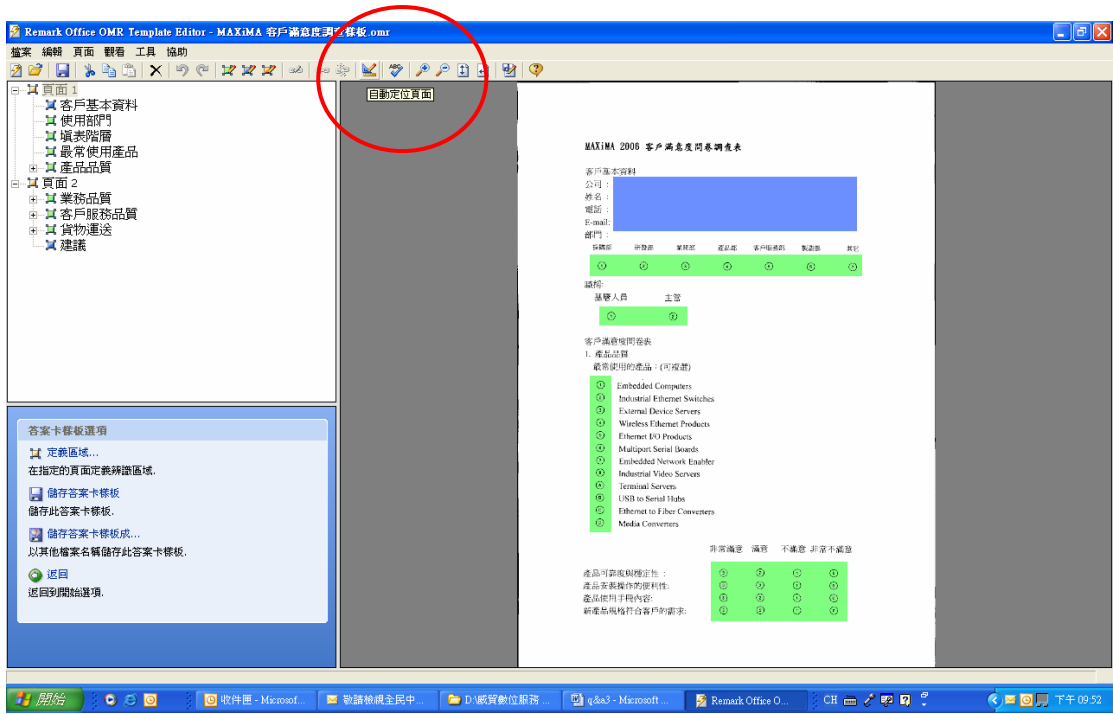 Remark Office OMR Template Editor - MAXiMA 客戶滿意度調查樣板.omr
檔案 編輯 頁面 觀看 工具 協助
自動定位頁面
頁面 1
客戶基本資料
使用部門
填表階層
最常使用產品
產品品質
頁面 2
業務品質
客戶服務品質
貨物運送
建議
答案卡樣板選項
定義區域...
在指定的頁面定義辨識區域.
儲存答案卡樣板
儲存此答案卡樣板.
儲存答案卡樣板成...
以其他檔案名稱儲存此答案卡樣板.
返回
返回到開始選項.
MAXiMA 2006 客戶滿意度問卷調查表
客戶基本資料
公司 :
姓名 :
電話 :
E-mail:
部門 :
採購部 研發部 業務部 產品部 客戶服務部 製造部 其它
職稱:
基層人員 主管
客戶滿意度問卷表
1. 產品品質
最常使用的產品 : (可複選)
Embedded Computers
Industrial Ethernet Switches
External Device Servers
Wireless Ethernet Products
Ethernet I/O Products
Multiport Serial Boards
Embedded Network Enabler
Industrial Video Servers
Terminal Servers
USB to Serial Hubs
Ethernet to Fiber Converters
Media Converters
非常滿意 滿意 不滿意 非常不滿意
產品可靠度與穩定性 :
產品安裝操作的便利性:
產品使用手冊內容:
新產品規格符合客戶的需求:
開始
收件匣 - Microsof...
敬請檢視全民中...
D:\威貿數位服務 ...
q&a3 - Microsoft ...
Remark Office O...
CH
下午 09:52